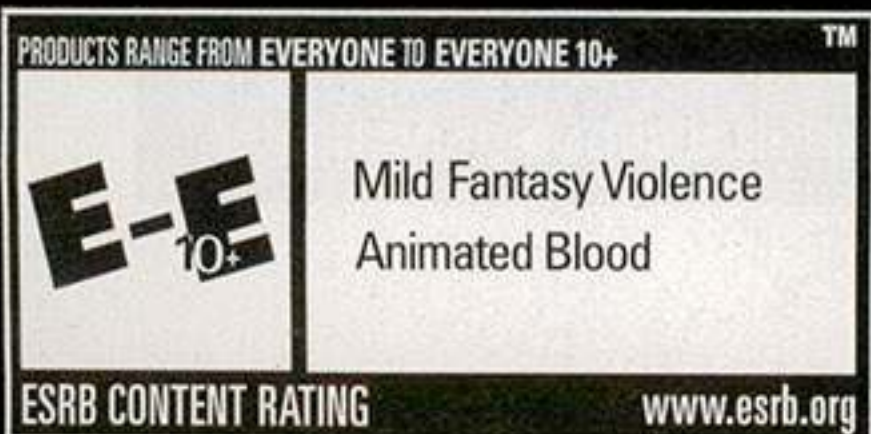 PRODUCTS RANGE FROM EVERYONE TO EVERYONE 10+ ™
E-E
10+
Mild Fantasy Violence
Animated Blood
ESRB CONTENT RATING www.esrb.org